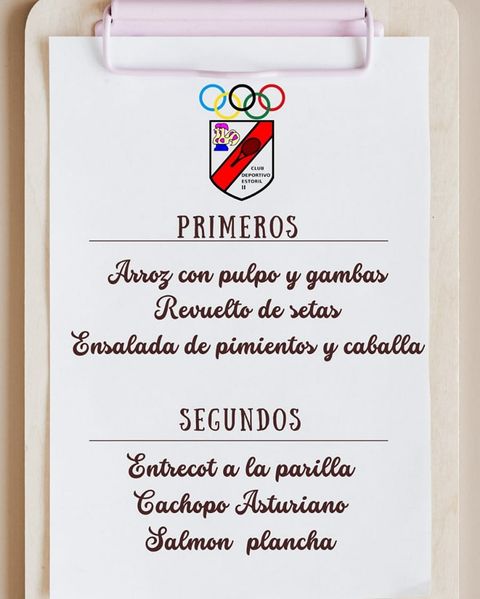 CLUB
DEPORTIVO
ESTORIL
II
PRIMEROS
Arroz con pulpo y gambas
Revuelto de setas
Ensalada de pimientos y caballa
SEGUNDOS
Entrecot a la parilla
Cachopo Asturiano
Salmon plancha